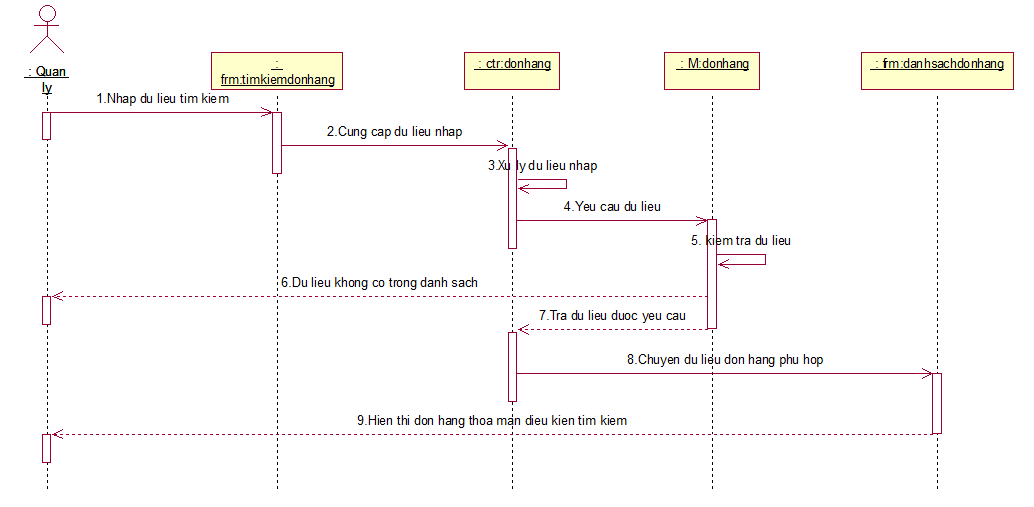 : Quan
ly
:
frm:timkiemdonhang
: ctr:donhang
: M:donhang
: frm:danhsachdonhang
1.Nhap du lieu tim kiem
2.Cung cap du lieu nhap
3.Xu ly du lieu nhap
4.Yeu cau du lieu
5. kiem tra du lieu
6.Du lieu khong co trong danh sach
7.Tra du lieu duoc yeu cau
8.Chuyen du lieu don hang phu hop
9.Hien thi don hang thoa man dieu kien tim kiem